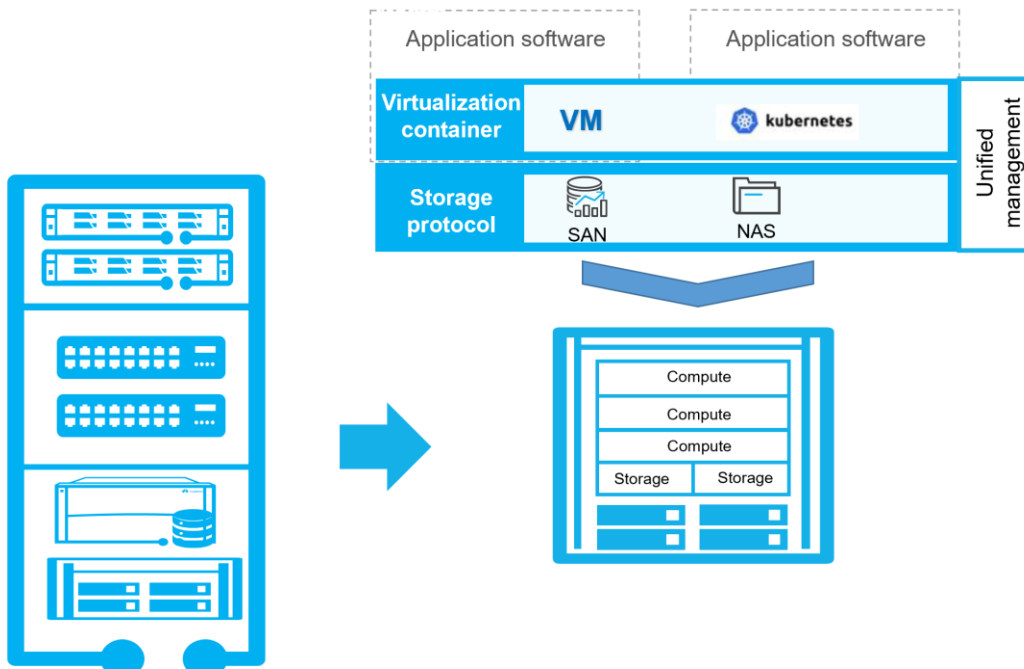 Application software
Application software
Virtualization
container
VM
kubernetes
Storage
protocol
SAN
NAS
Unified
management
Compute
Compute
Compute
Storage
Storage